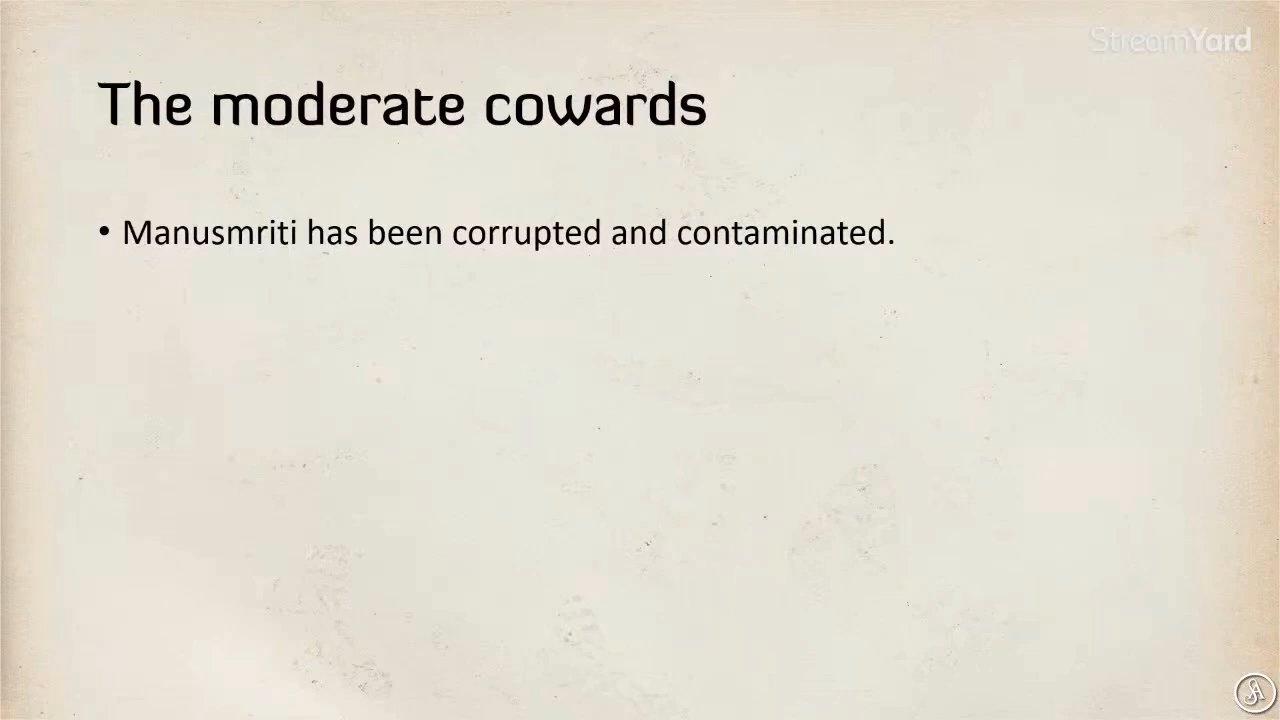 StreamYard
The moderate cowards
• Manusmriti has been corrupted and contaminated.